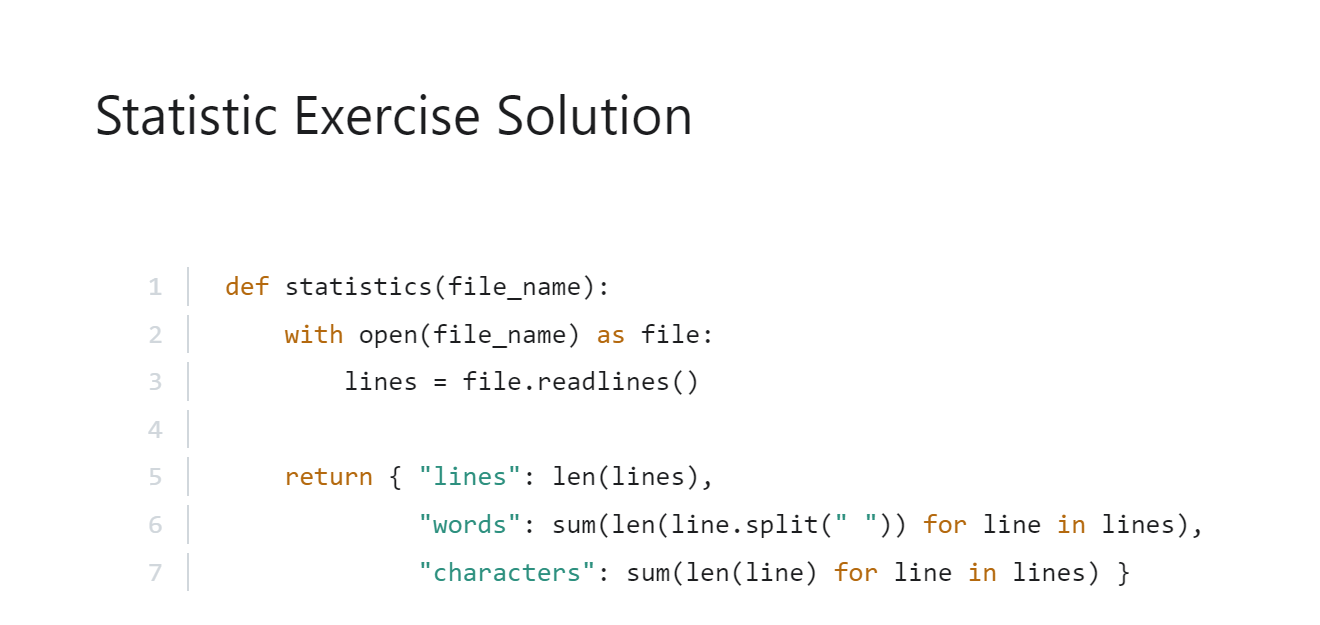 Statistic Exercise Solution
1 def statistics(file_name):
2     with open(file_name) as file:
3         lines = file.readlines()
4
5     return { "lines": len(lines),
6              "words": sum(len(line.split(" ")) for line in lines),
7              "characters": sum(len(line) for line in lines) }